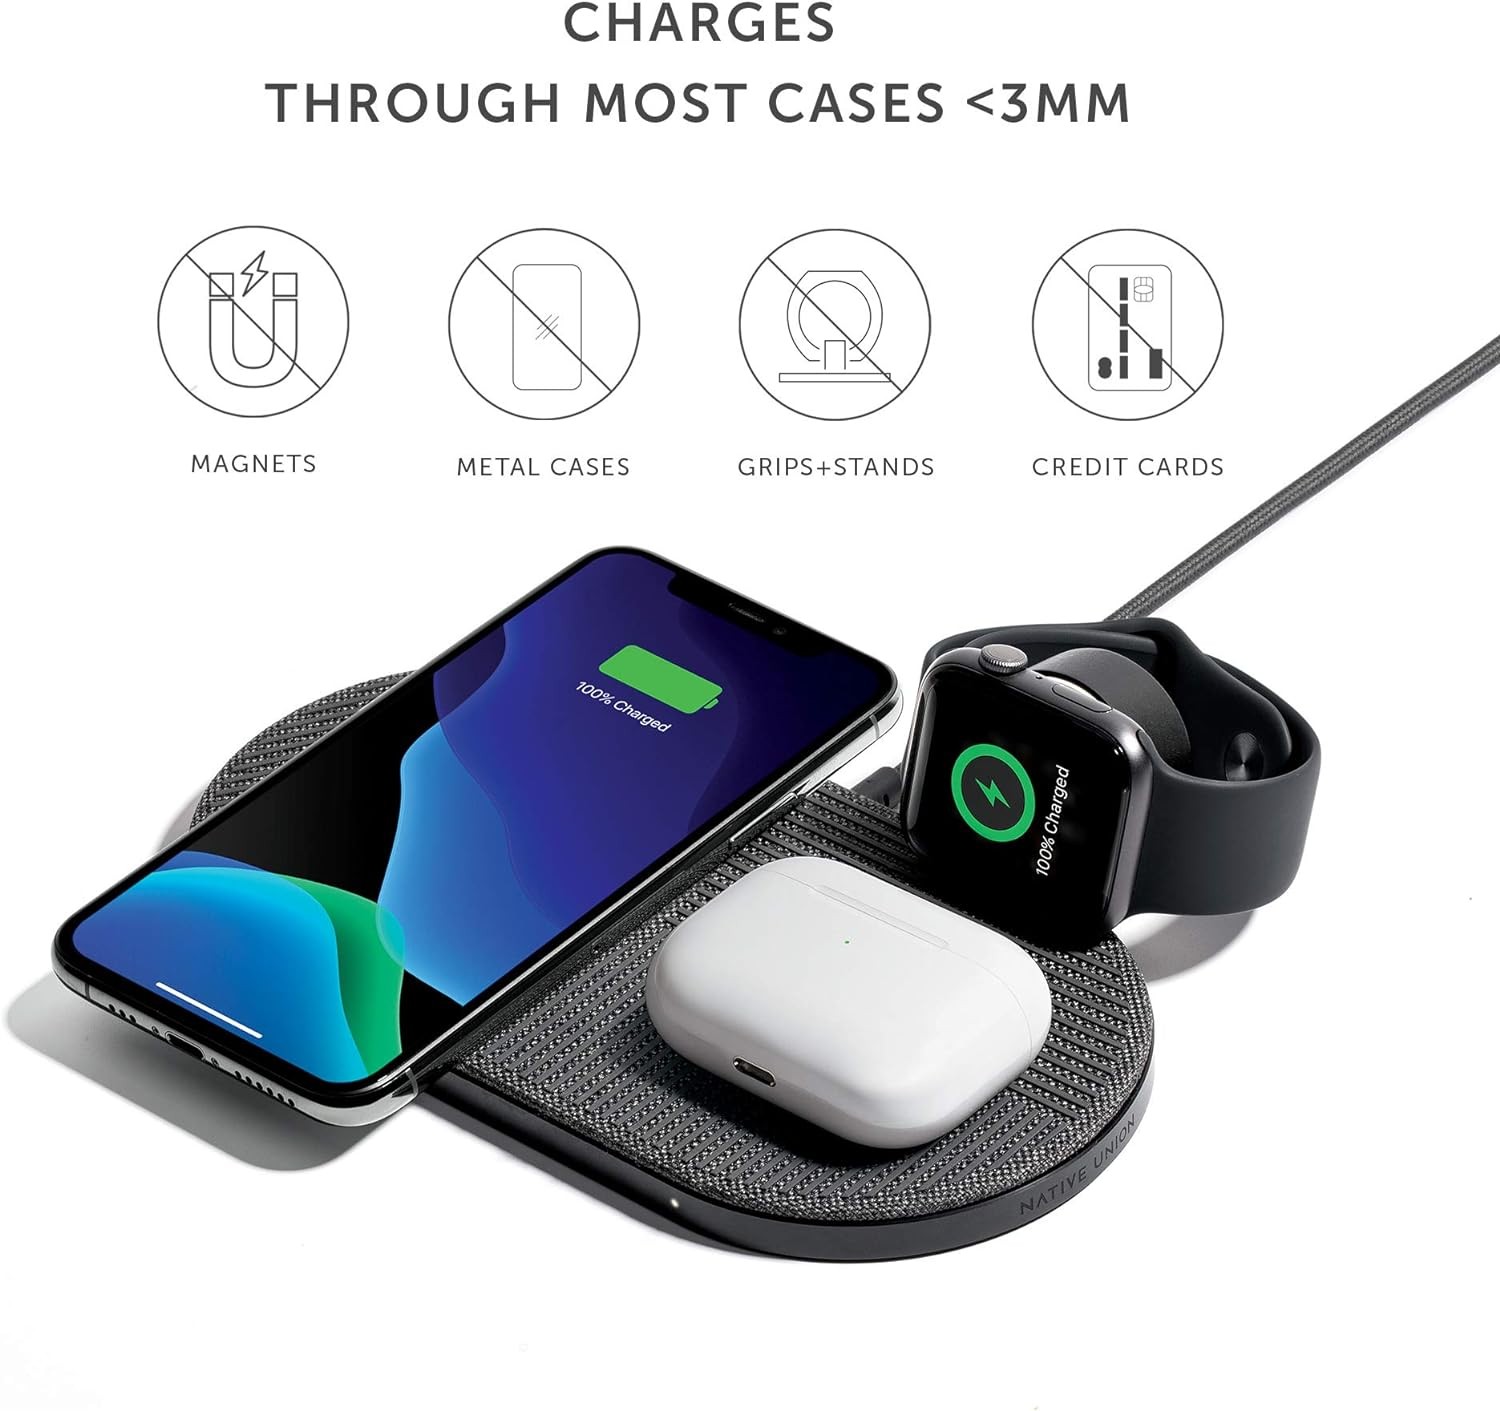 CHARGES
THROUGH MOST CASES <3MM
MAGNETS
METAL CASES
GRIPS+STANDS
CREDIT CARDS
100% Charged
100% Charged
NATIVE UNION